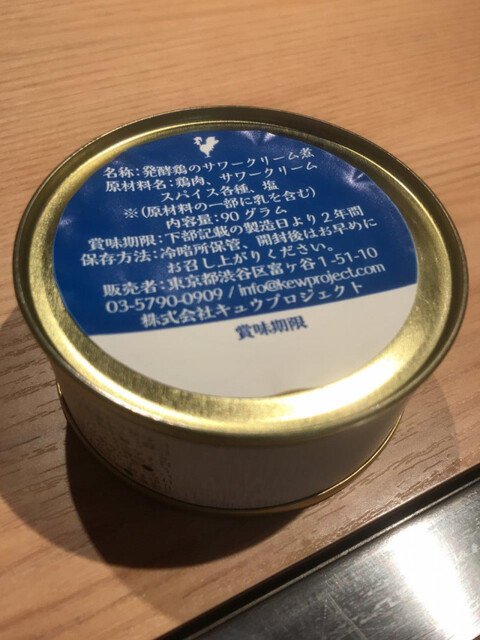 名称：発酵鶏のサワークリーム煮
原材料名：鶏肉、サワークリーム
スパイス各種、塩
※（原材料の一部に乳を含む）
内容量：90 グラム
賞味期限：下部記載の製造日より２年間
保存方法：冷略所保管、開封後はお早めに
お召し上がりください。
販売者：東京都渋谷区富ヶ谷 1-51-10
03-5790-0909 / info@kewproject.com
株式会社キュウプロジェクト
賞味期限